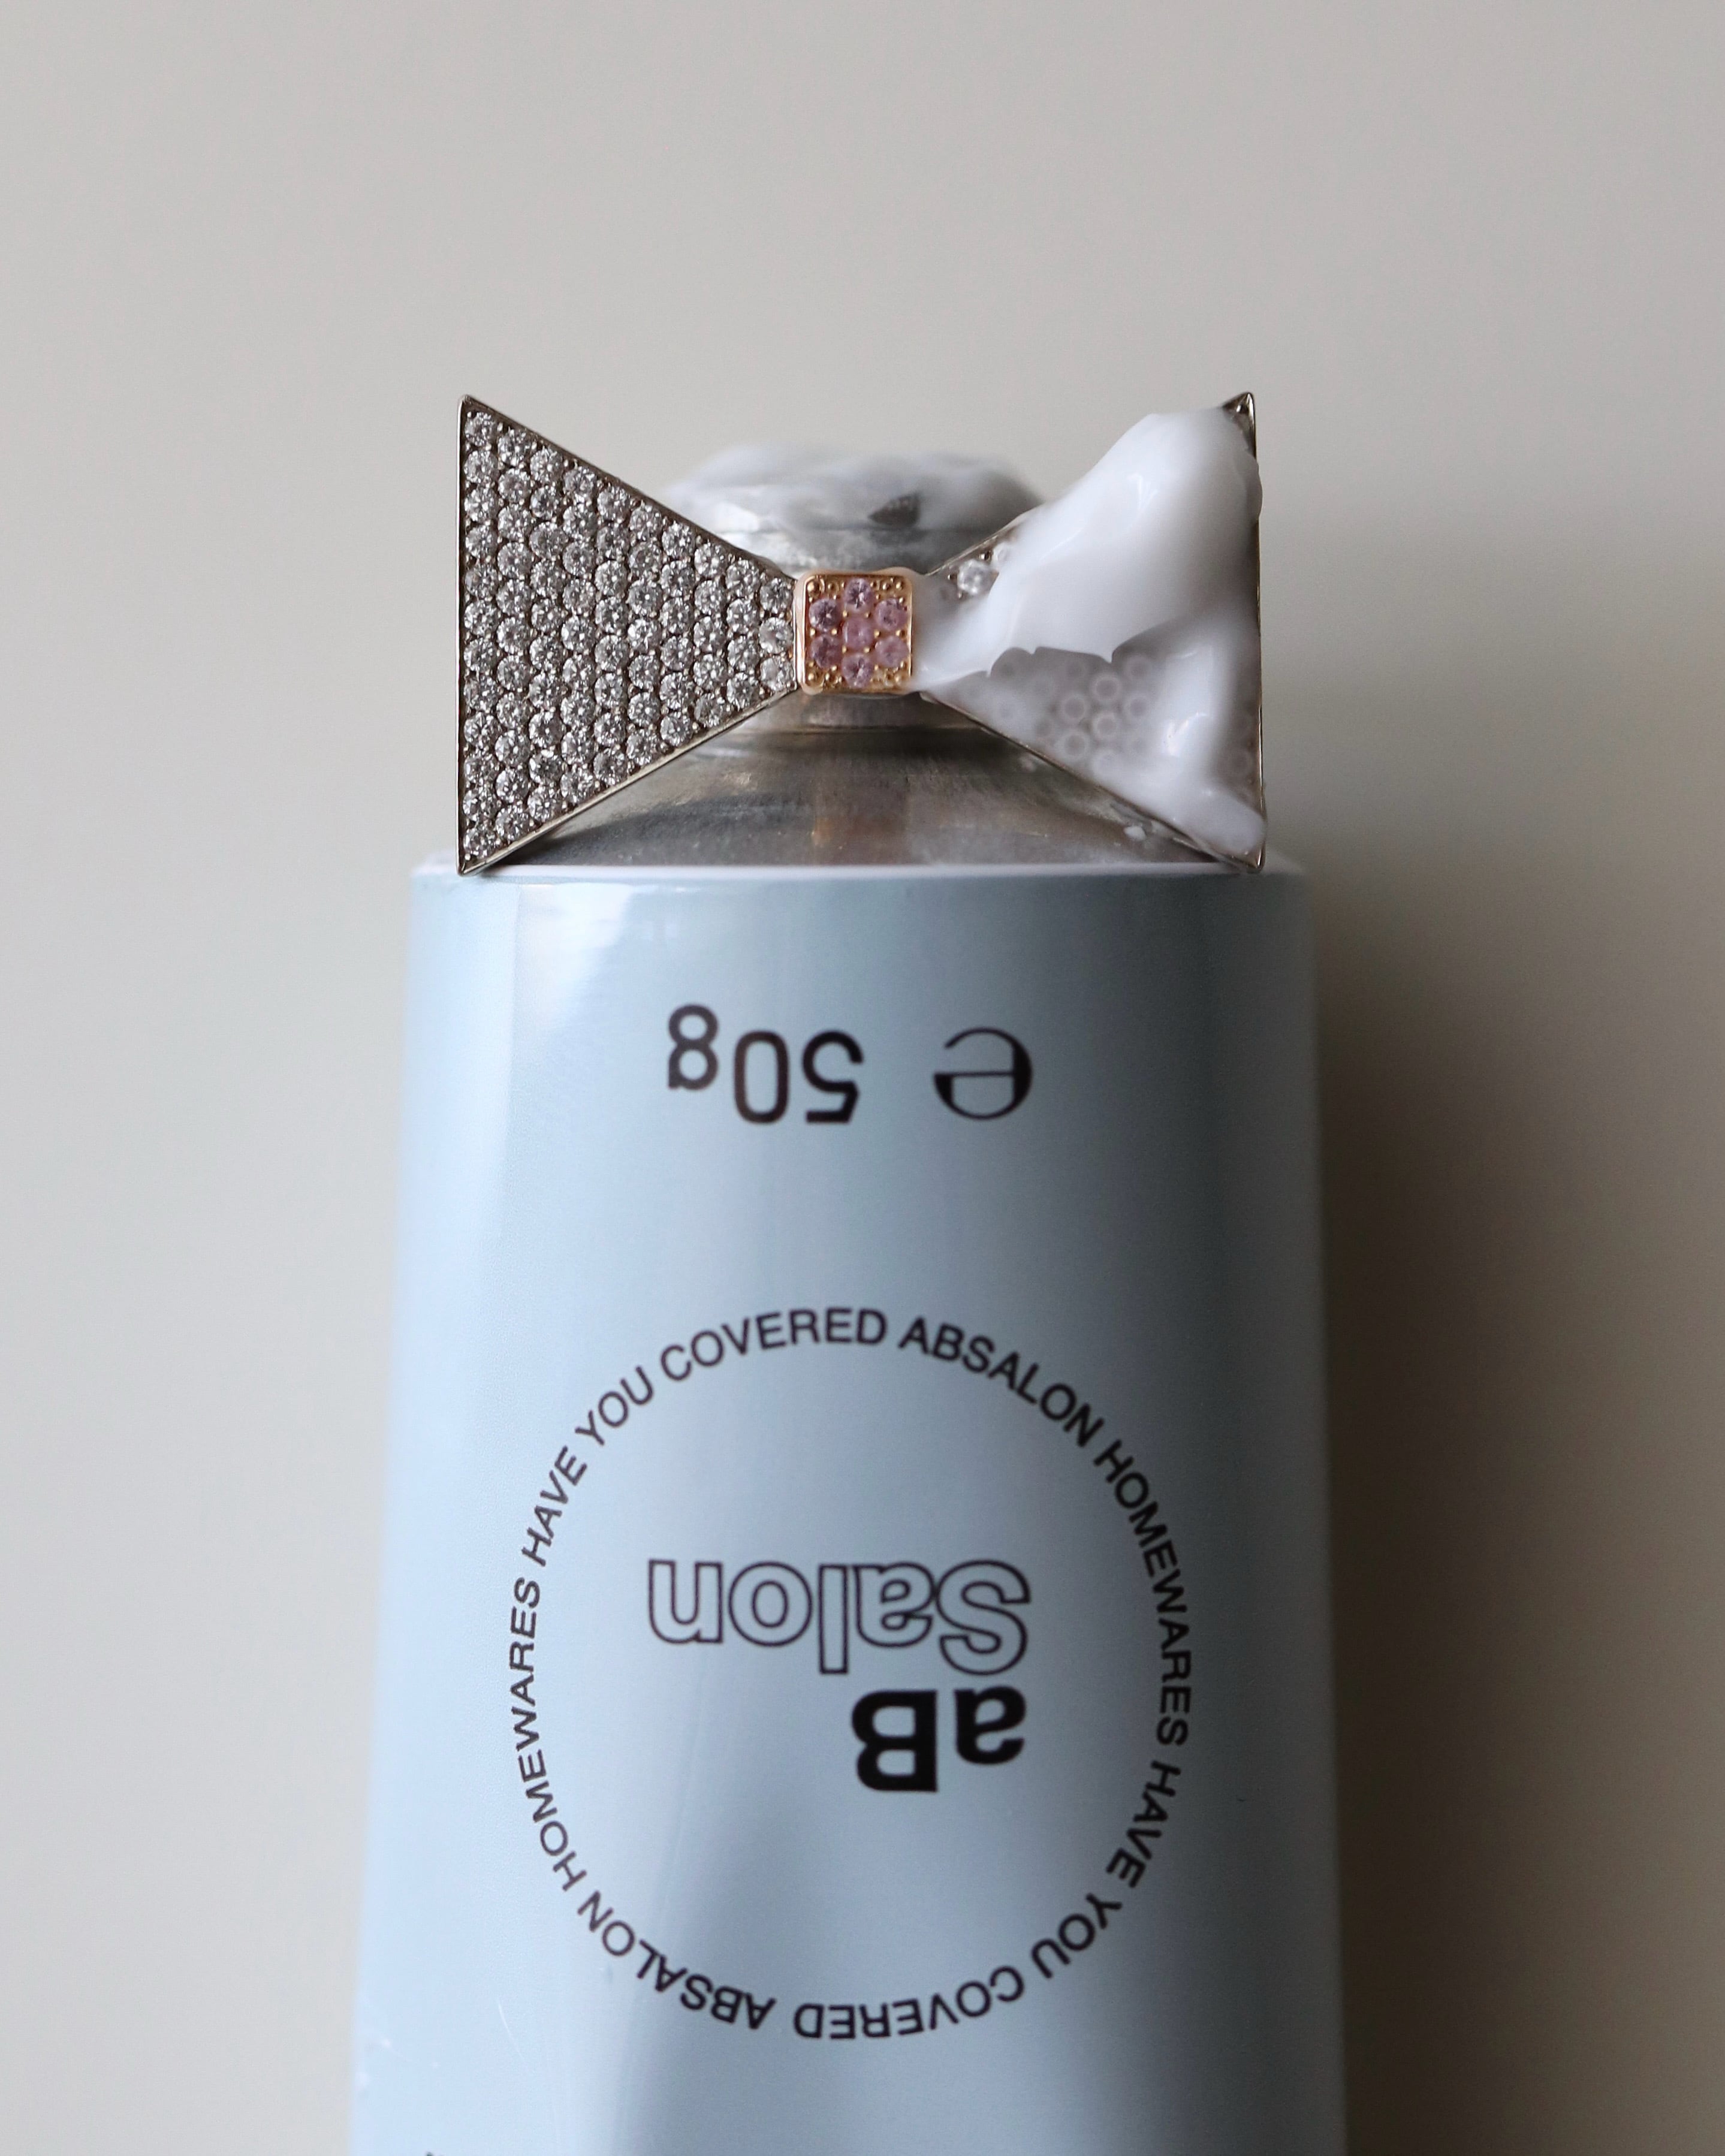 ABSALON HOMEWARES HAVE YOU COVERED ABSALON HOMEWARES HAVE YOU COVERED
aB
Salon
e 50g